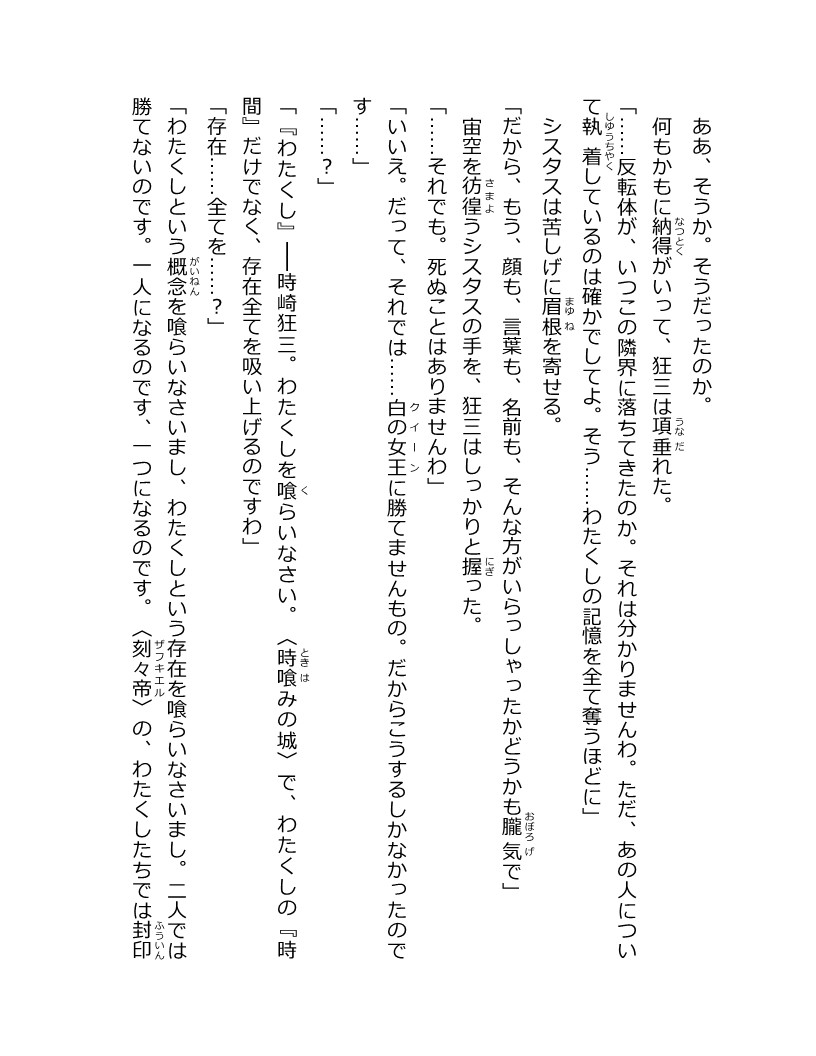 ああ、そうか。そうだったのか。
何もかもに納得がいって、狂三は項垂れた。
「……反転体が、いつこの隣界に落ちてきたのか。それは分かりませんわ。ただ、あの人につい
て執着しているのは確かでしてよ。そう……わたくしの記憶を全て奪うほどに」
シスタスは苦しげに眉根を寄せる。
「だから、もう、顔も、言葉も、名前も、そんな方がいらっしゃったかどうかも朧気で」
宙空を彷徨うシスタスの手を、狂三はしっかりと握った。
「……それでも。死ぬことはありませんわ」
「いいえ。だって、それでは……白の女王に勝てませんもの。だからこうするしかなかったので
す……」
「……？」
「『わたくし』――時崎狂三。わたくしを喰らいなさい。〈時喰みの城〉で、わたくしの『時
間』だけでなく、存在全てを吸い上げるのですわ」
「存在……全てを……？」
「わたくしという概念を喰らいなさいまし、わたくしという存在を喰らいなさいまし。二人では
勝てないのです。一人になるのです、一つになるのです。〈刻々帝〉の、わたくしたちでは封印